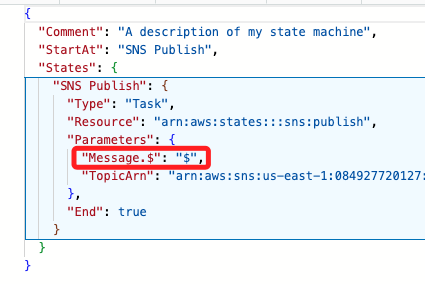 {
"Comment": "A description of my state machine",
"StartAt": "SNS Publish",
"States": {
"SNS Publish": {
"Type": "Task",
"Resource": "arn:aws:states:::sns:publish",
"Parameters": {
"Message.$": "$",
"TopicArn": "arn:aws:sns:us-east-1:084927720127:
},
"End": true
}
}
}